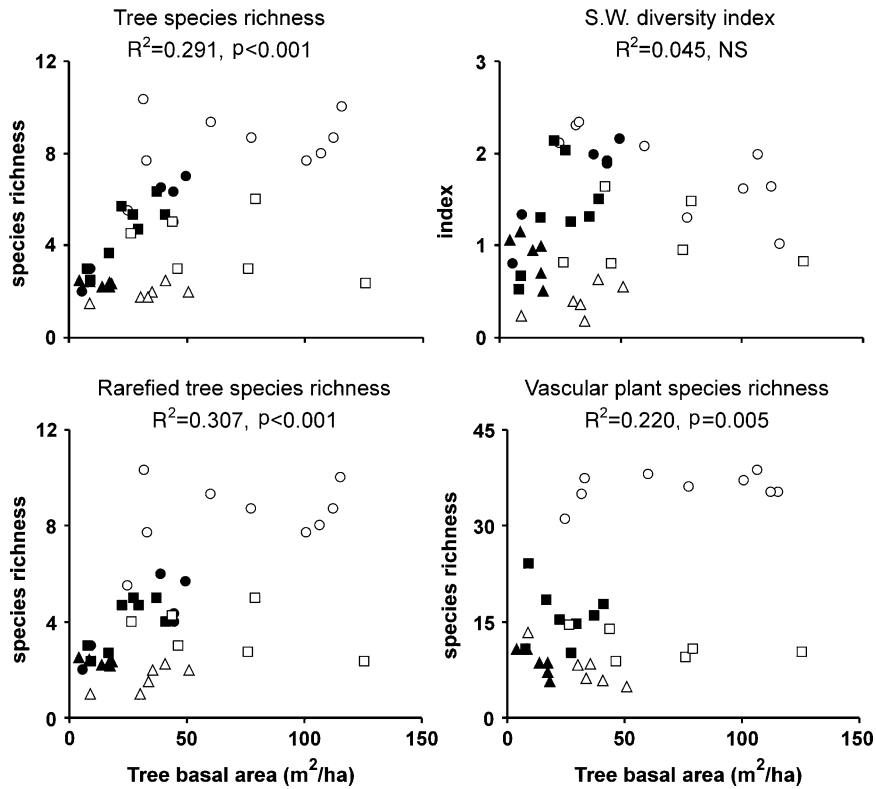 Tree species richness
R²=0.291, p<0.001
12
8
4
0
species richness
S.W. diversity index
R²=0.045, NS
3
2
1
0
index
Rarefied tree species richness
R²=0.307, p<0.001
12
8
4
0
species richness
0 50 100 150
Tree basal area (m²/ha)
Vascular plant species richness
R²=0.220, p=0.005
45
30
15
0
species richness
0 50 100 150
Tree basal area (m²/ha)